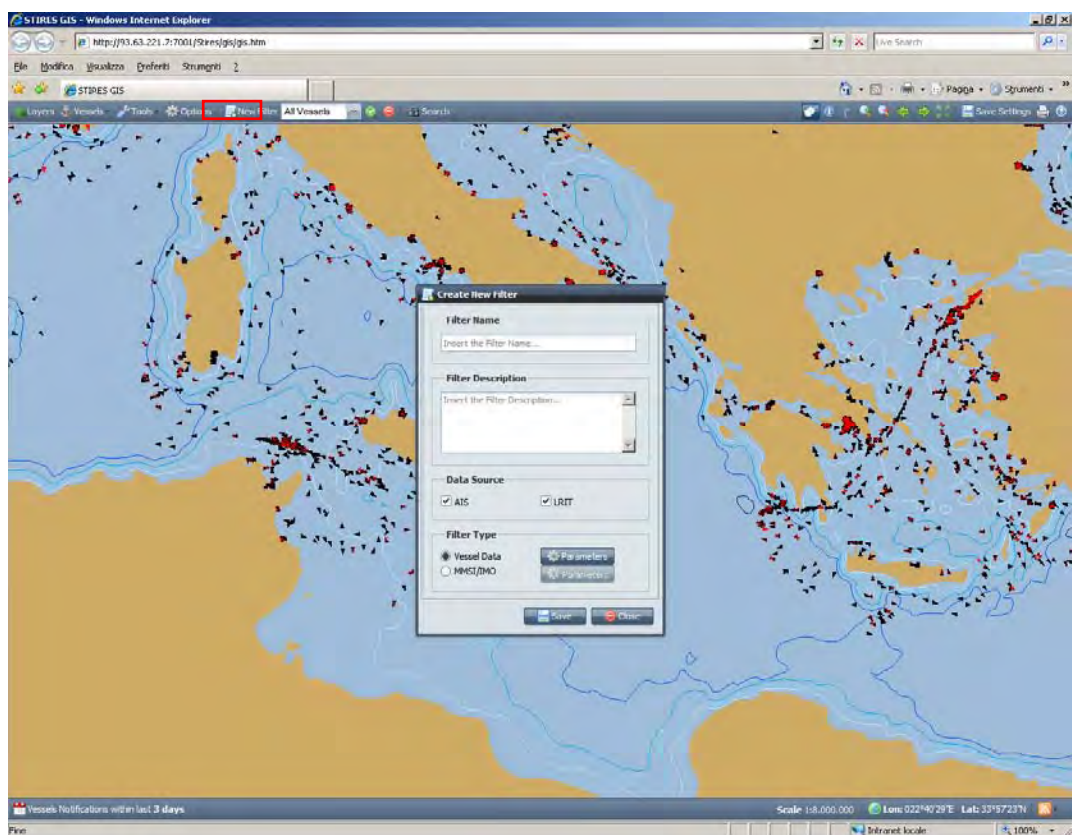 STIRES GIS - Windows Internet Explorer
http://93.63.221.7:7001/Stires/gis/gis.htm
Live Search
File Modifica Visualizza Preferiti Strumenti ?
STIRES GIS
Pagina Strumenti
Layers Vessels Tools Options New Filter All Vessels Search Save Settings
Create New Filter
Filter Name
Insert the Filter Name...
Filter Description
Insert the Filter Description...
Data Source
AIS LRIT
Filter Type
Vessel Data Parameters
MMSI/IMO Parameters
Save Close
Vessels Notifications within last 3 days
Scale 1:8.000.000 Lon: 022°40'29"E Lat: 33°57'23"N
Fine Intranet locale 100%